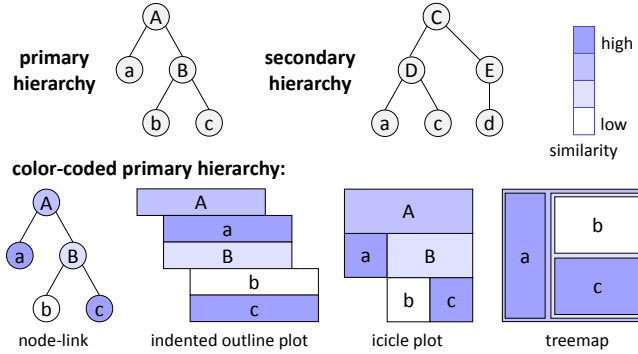 A
C
high
primary
hierarchy
a
B
secondary
hierarchy
D
E
b
c
a
c
d
low
similarity
color-coded primary hierarchy:
A
a
B
b
c
node-link
A
a
B
b
c
indented outline plot
A
a
B
b
c
icicle plot
a
b
c
treemap